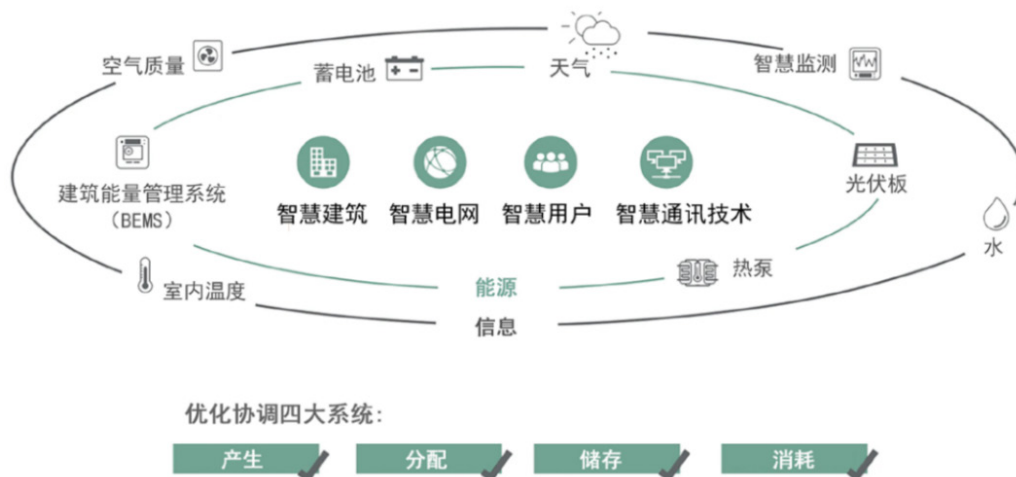 空气质量
蓄电池
天气
智慧监测
建筑能量管理系统
（BEMS）
智慧建筑
智慧电网
智慧用户
智慧通讯技术
光伏板
水
室内温度
能源
热泵
信息
优化协调四大系统：
产生
分配
储存
消耗